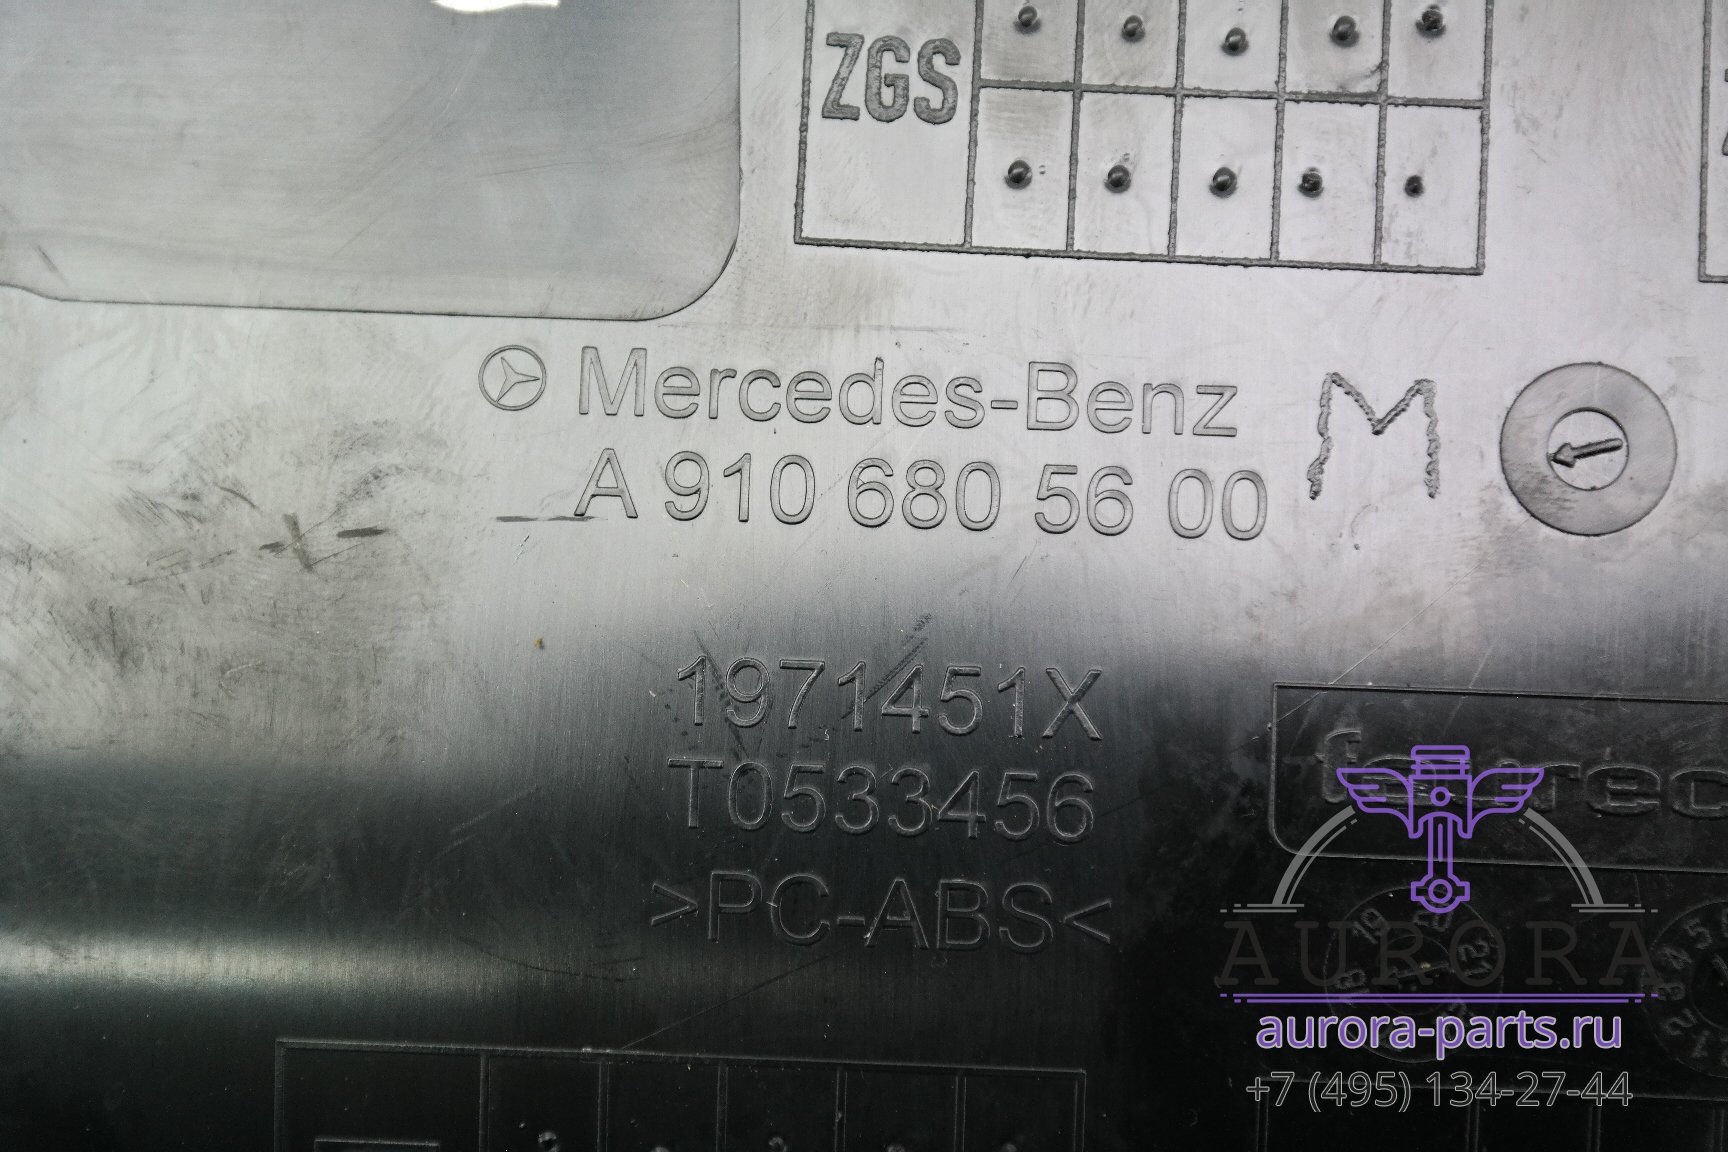 ZGS
Mercedes-Benz M
A 910 680 56 00
1971451X
T0533456
>PC-ABS<
AURORA
aurora-parts.ru
+7 (495) 134-27-44